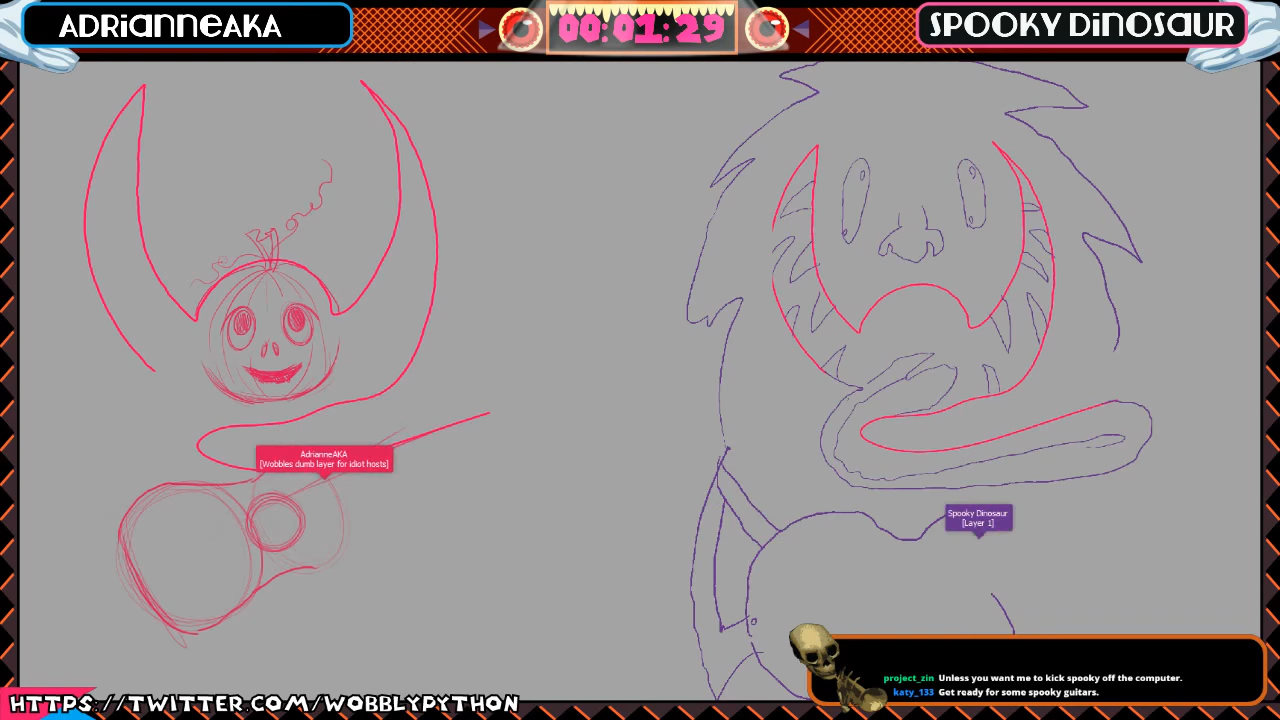 ADRIANNEAKA
00:01:29
SPOOKY DINOSAUR
AdrianneAKA
[Wobbles dumb layer for idiot hosts]
Spooky Dinosaur
[Layer 1]
project_zin Unless you want me to kick spooky off the computer.
katy_133 Get ready for some spooky guitars.
HTTPS://TWITTER.COM/WOBBLYPYTHON